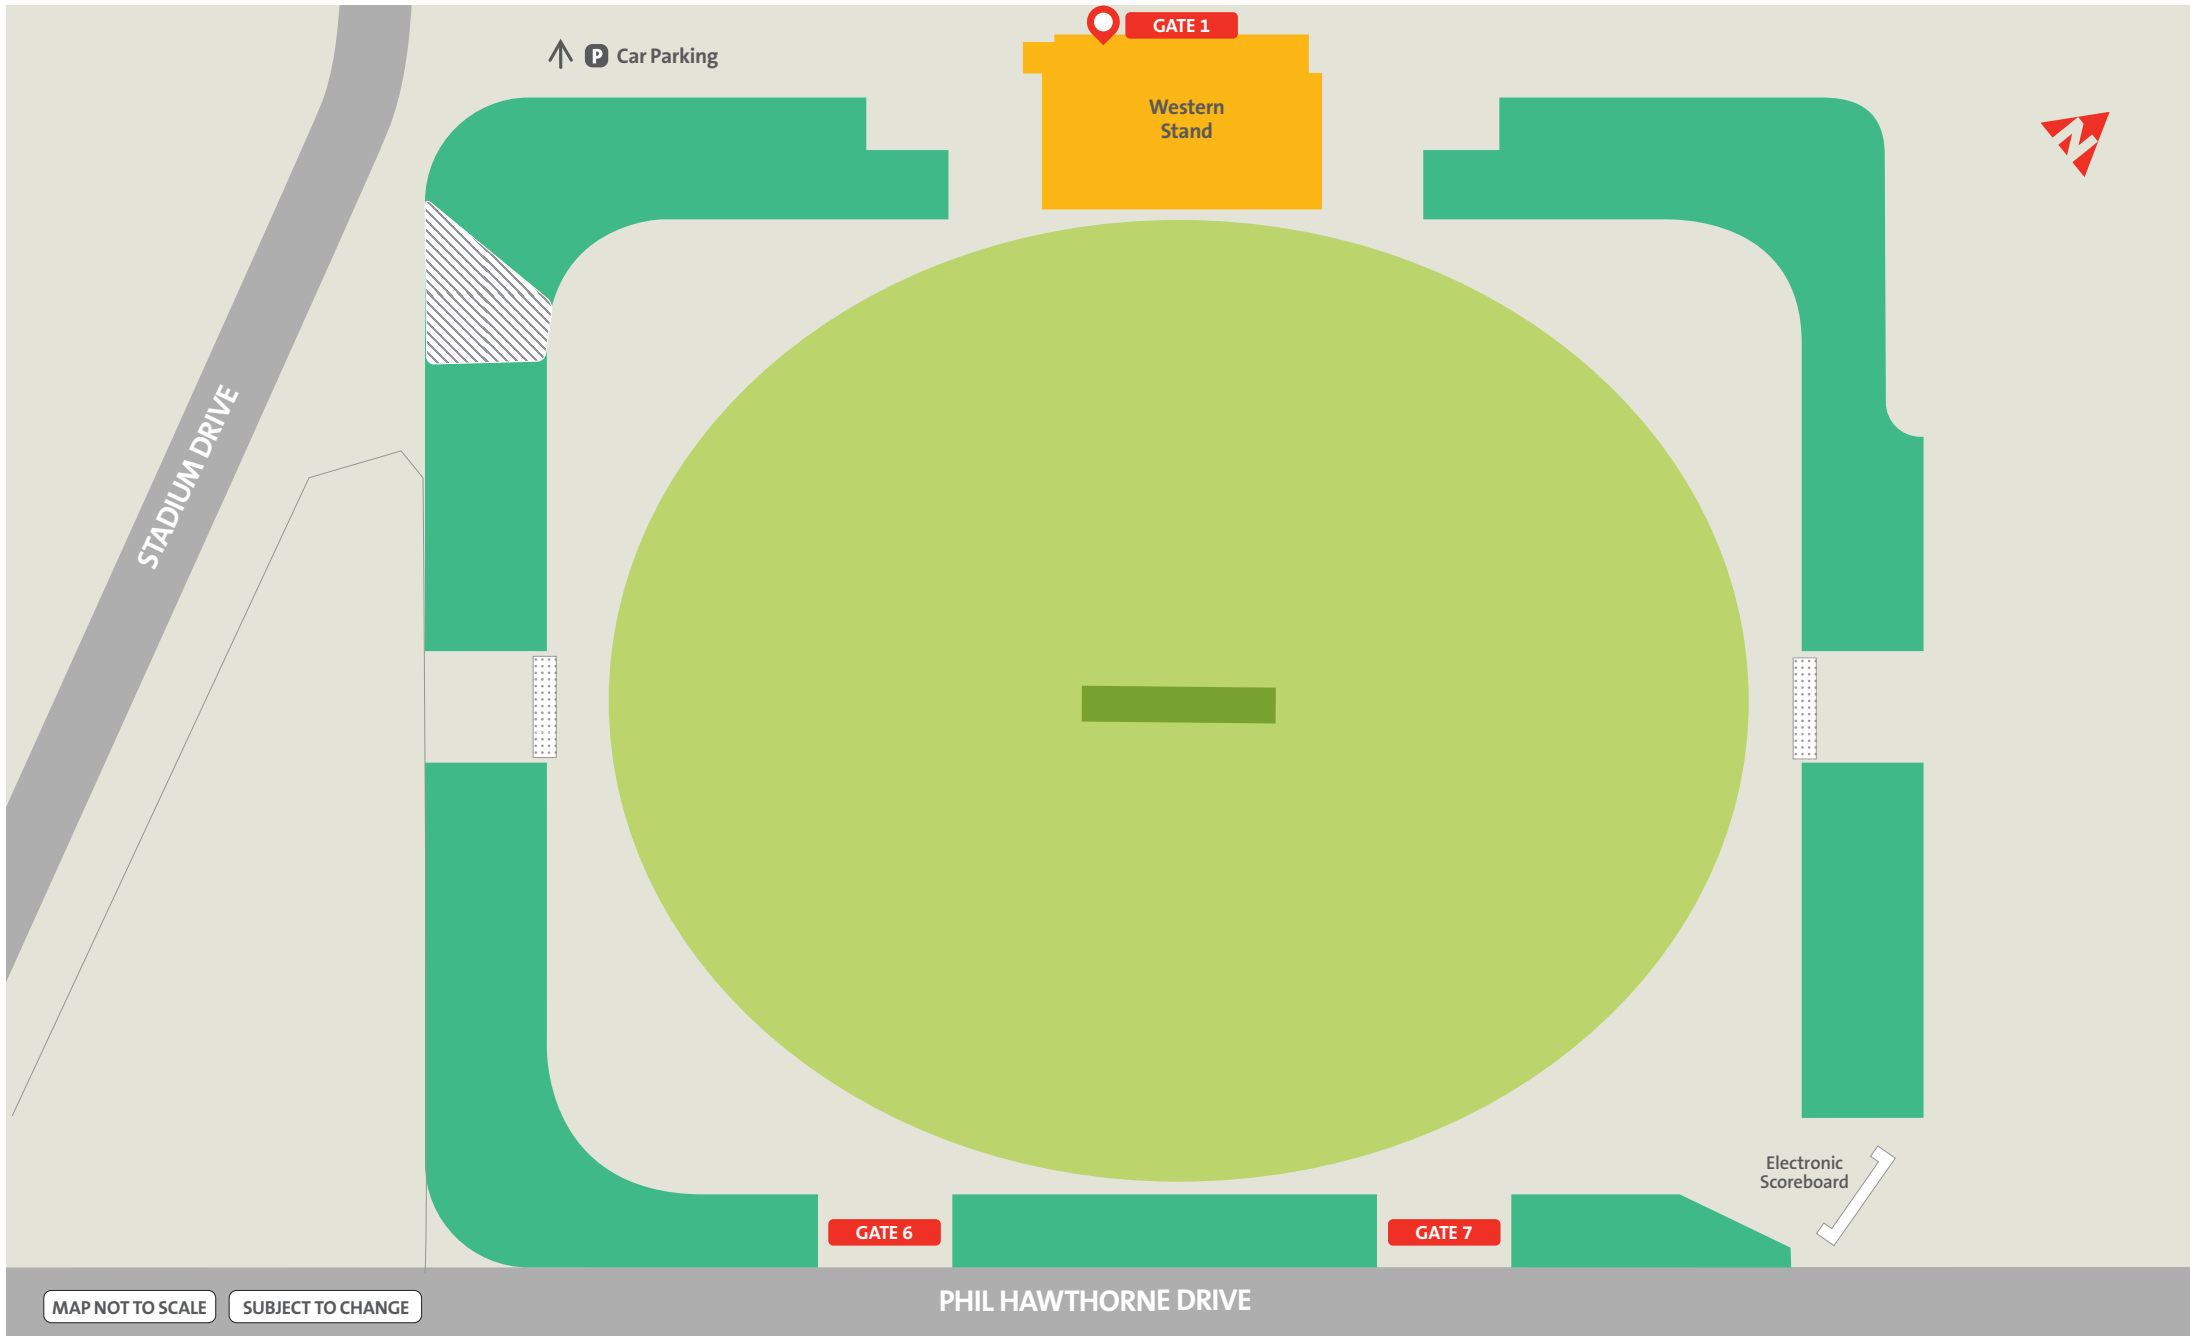 GATE 1
P Car Parking
Western
Stand
STADIUM DRIVE
Electronic
Scoreboard
GATE 6
GATE 7
PHIL HAWTHORNE DRIVE
MAP NOT TO SCALE
SUBJECT TO CHANGE